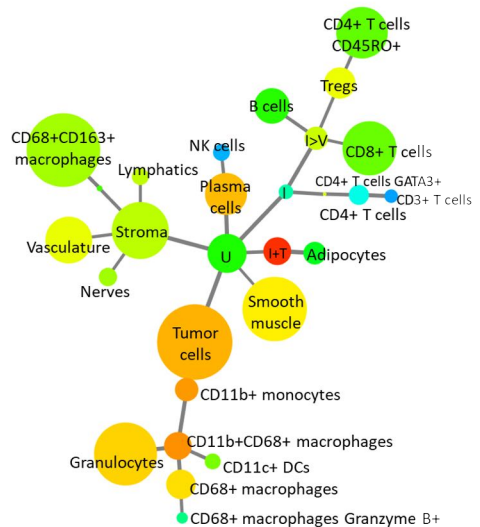 CD4+ T cells
CD45RO+
Tregs
B cells
I>V
CD8+ T cells
NK cells
CD68+CD163+
macrophages
Lymphatics
Plasma
cells
I
CD4+ T cells GATA3+
CD3+ T cells
CD4+ T cells
Stroma
Vasculature
U
I+T
Adipocytes
Nerves
Smooth
muscle
Tumor
cells
CD11b+ monocytes
CD11b+CD68+ macrophages
Granulocytes
CD11c+ DCs
CD68+ macrophages
CD68+ macrophages Granzyme B+